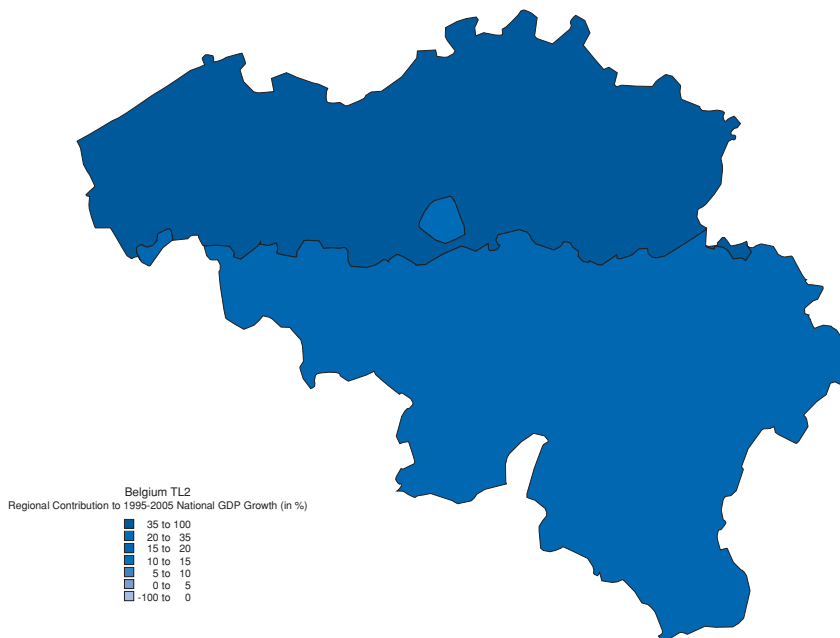 Belgium TL2
Regional Contribution to 1995-2005 National GDP Growth (in %)
35 to 100
20 to 35
15 to 20
10 to 15
5 to 10
0 to 5
-100 to 0